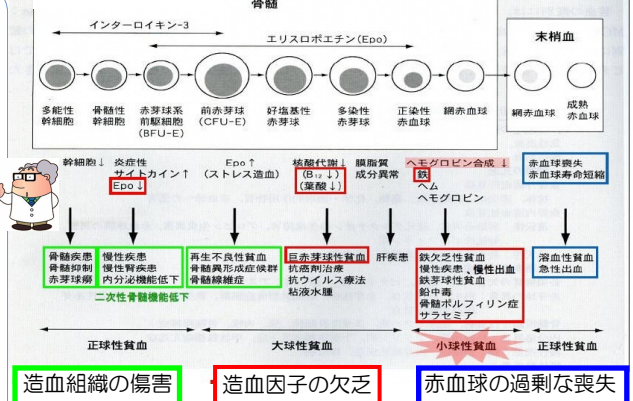 骨髄
インターロイキン-3
エリスロポエチン(Epo)
末梢血
多能性
幹細胞
骨髄性
幹細胞
赤芽球系
前駆細胞
(BFU-E)
前赤芽球
(CFU-E)
好塩基性
赤芽球
多染性
赤芽球
正染性
赤血球
網赤血球
網赤血球
成熟
赤血球
幹細胞↓
炎症性
サイトカイン↑
Epo↓
Epo↑
(ストレス造血)
核酸代謝↓
(B₁₂↓)
(葉酸↓)
膜脂質
成分異常
ヘモグロビン合成↓
鉄
ヘム
ヘモグロビン
赤血球喪失
赤血球寿命短縮
骨髄疾患
骨髄抑制
赤芽球癆
慢性疾患
慢性腎疾患
内分泌機能低下
二次性骨髄機能低下
再生不良性貧血
骨髄異形成症候群
骨髄線維症
巨赤芽球性貧血
抗癌剤治療
抗ウイルス療法
粘液水腫
肝疾患
鉄欠乏性貧血
慢性疾患、慢性出血
鉄芽球性貧血
鉛中毒
骨髄ポルフィリン症
サラセミア
溶血性貧血
急性出血
正球性貧血
大球性貧血
小球性貧血
正球性貧血
造血組織の傷害
造血因子の欠乏
赤血球の過剰な喪失